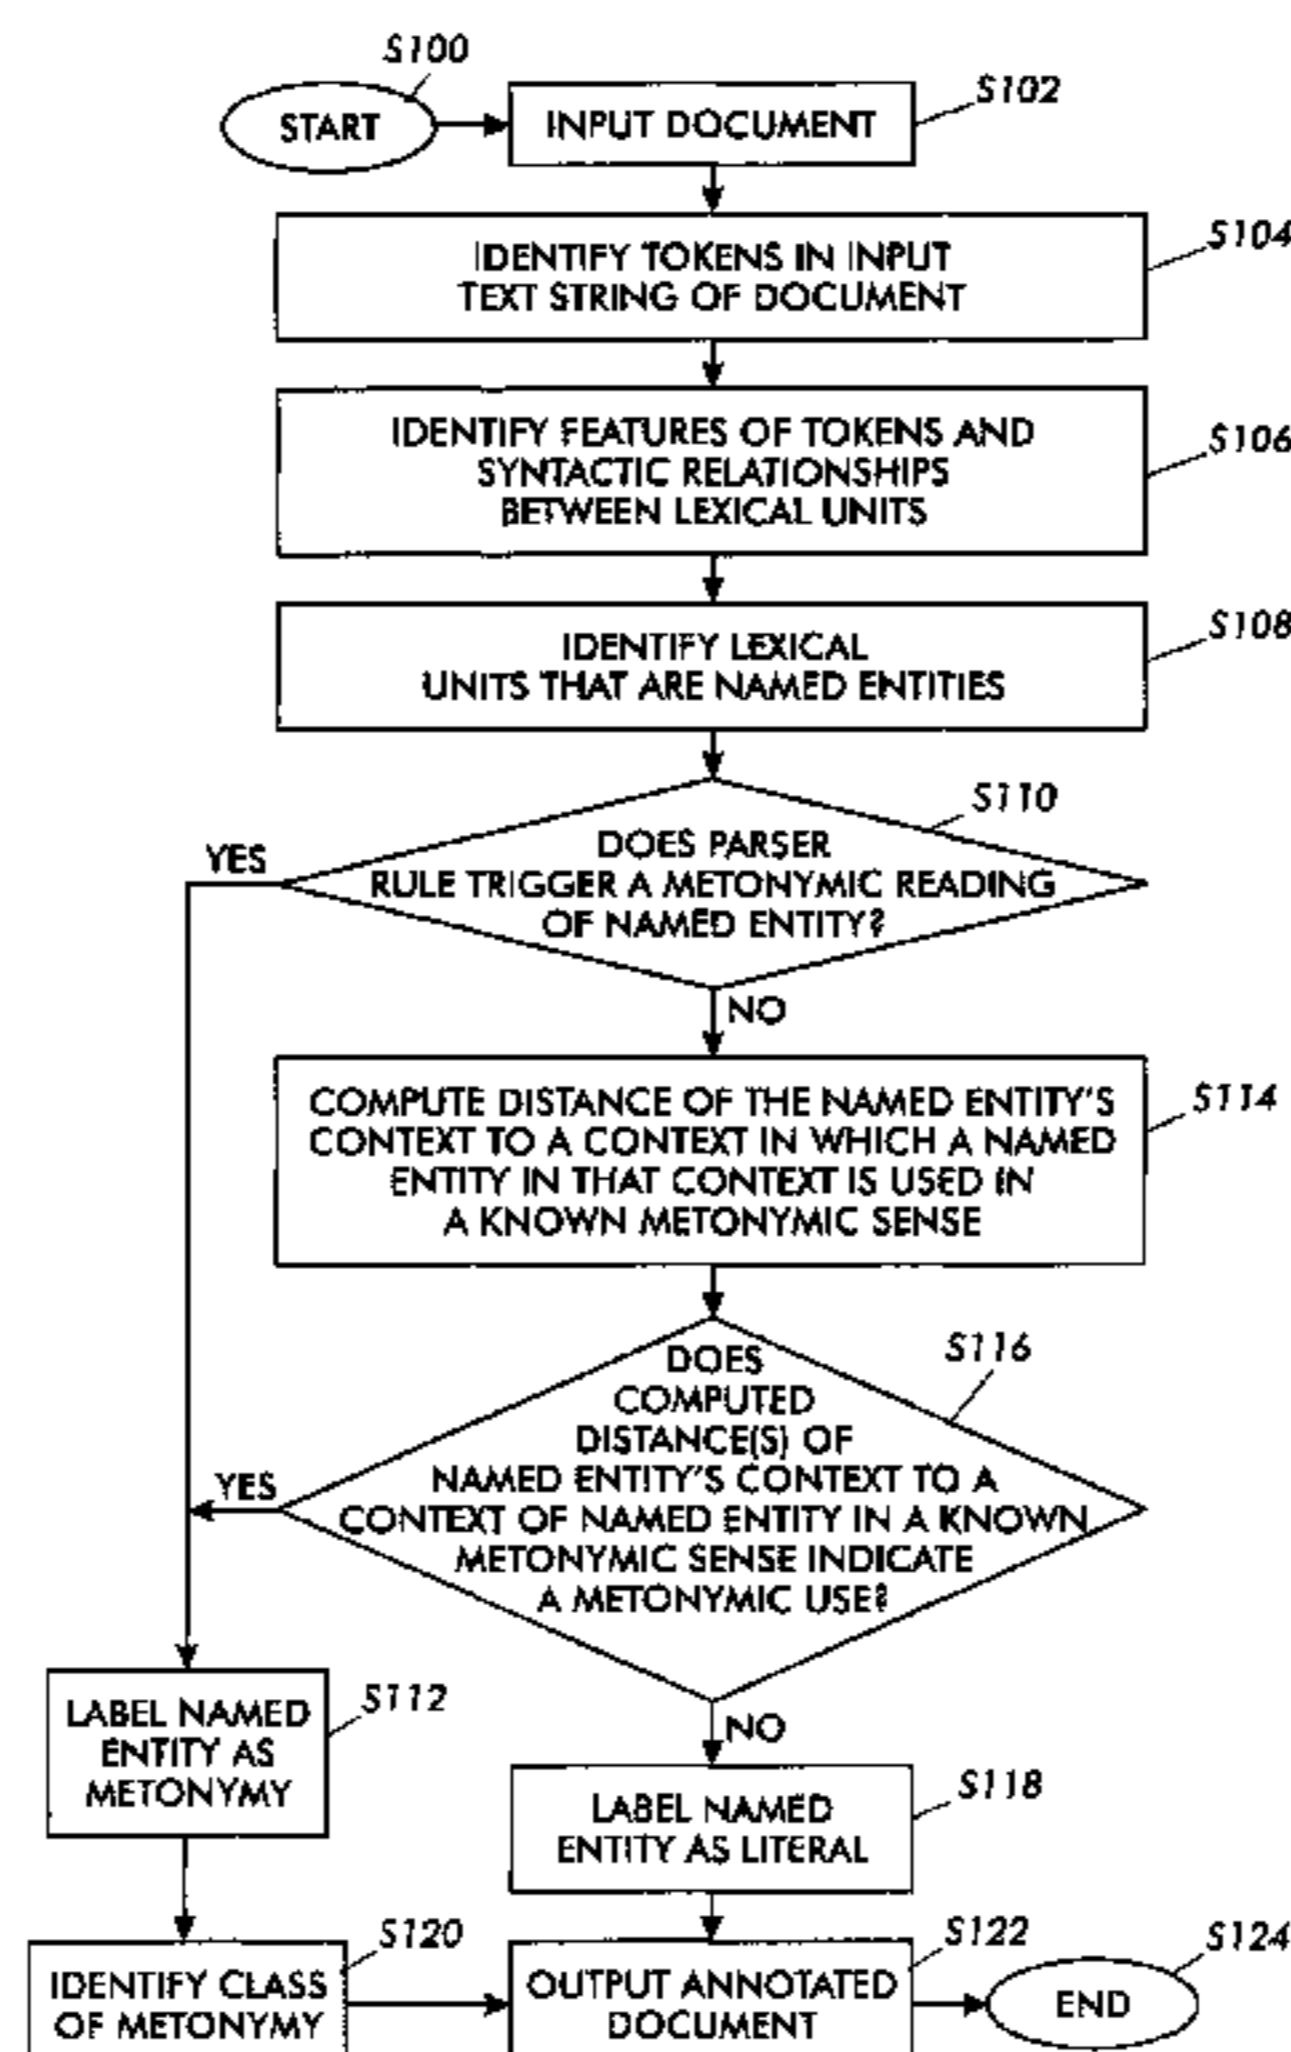 S100
START
INPUT DOCUMENT
S102
IDENTIFY TOKENS IN INPUT
TEXT STRING OF DOCUMENT
S104
IDENTIFY FEATURES OF TOKENS AND
SYNTACTIC RELATIONSHIPS
BETWEEN LEXICAL UNITS
S106
IDENTIFY LEXICAL
UNITS THAT ARE NAMED ENTITIES
S108
S110
YES
DOES PARSER
RULE TRIGGER A METONYMIC READING
OF NAMED ENTITY?
NO
COMPUTE DISTANCE OF THE NAMED ENTITY'S
CONTEXT TO A CONTEXT IN WHICH A NAMED
ENTITY IN THAT CONTEXT IS USED IN
A KNOWN METONYMIC SENSE
S114
S116
DOES
COMPUTED
DISTANCE(S) OF
NAMED ENTITY'S CONTEXT TO A
CONTEXT OF NAMED ENTITY IN A KNOWN
METONYMIC SENSE INDICATE
A METONYMIC USE?
YES
NO
LABEL NAMED
ENTITY AS
METONYMY
S112
LABEL NAMED
ENTITY AS LITERAL
S118
IDENTIFY CLASS
OF METONYMY
S120
OUTPUT ANNOTATED
DOCUMENT
S122
END
S124